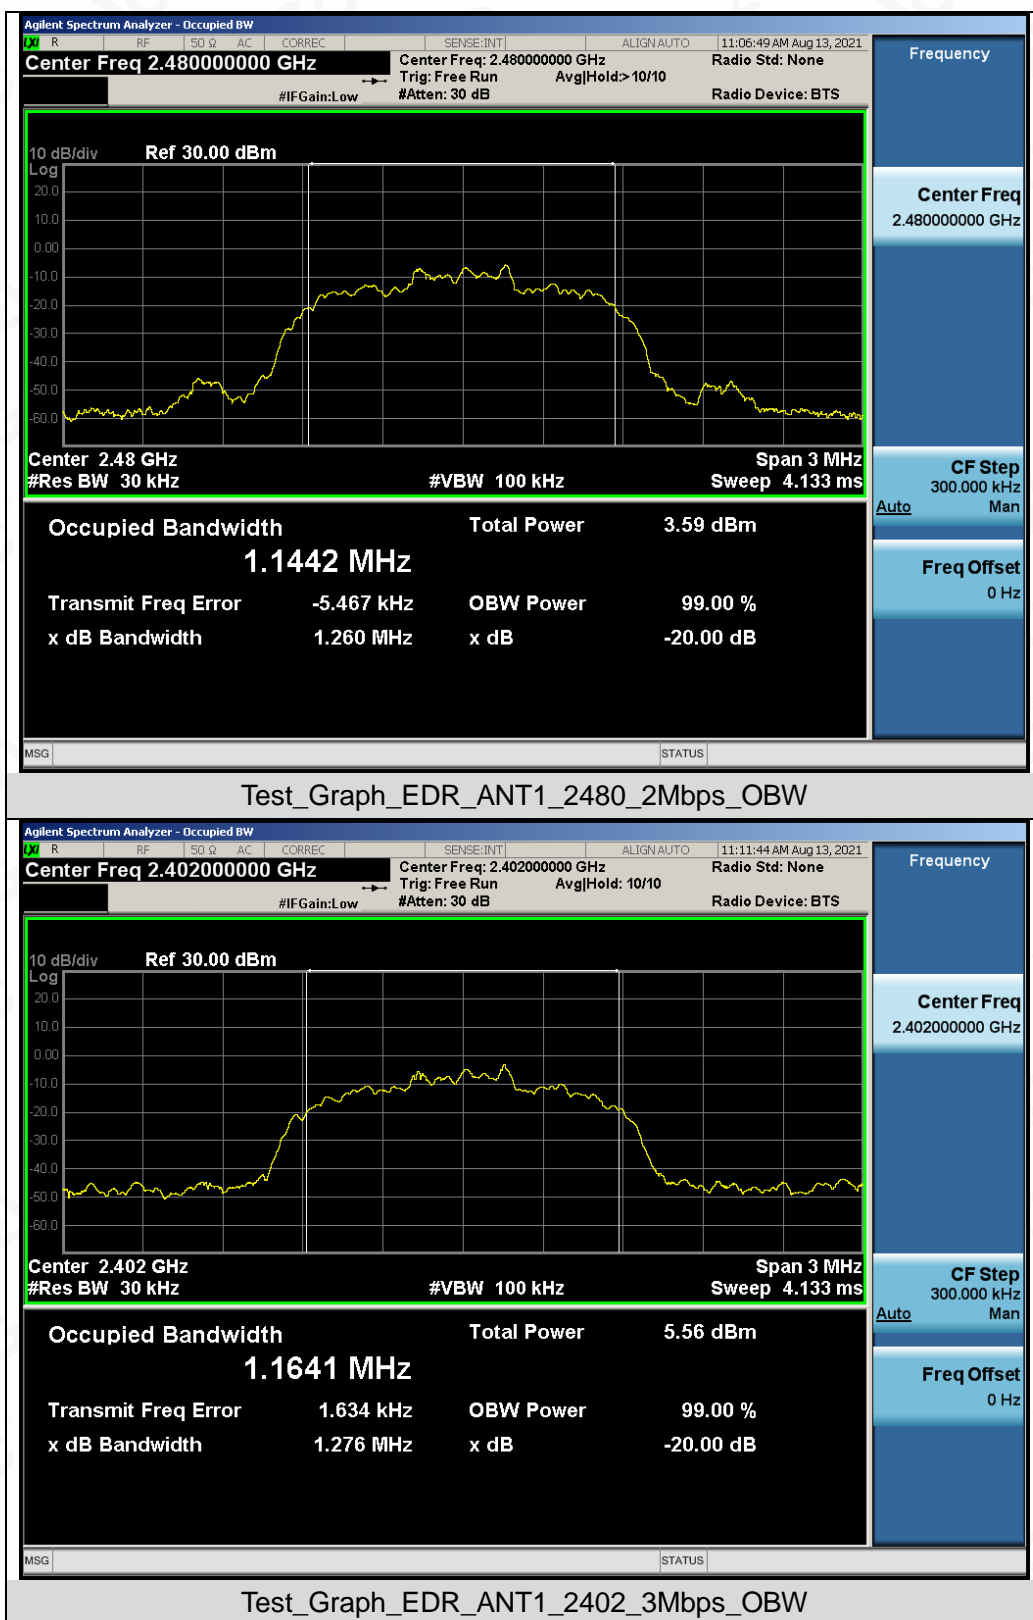 Agilent Spectrum Analyzer - Occupied BW
LXI R RF 50 Ω AC CORREC SENSE:INT ALIGN AUTO 11:06:49 AM Aug 13, 2021
Center Freq 2.480000000 GHz Center Freq: 2.480000000 GHz Radio Std: None Frequency
Trig: Free Run Avg|Hold:> 10/10
#IFGain:Low #Atten: 30 dB Radio Device: BTS
10 dB/div Ref 30.00 dBm
Log
20.0
10.0
0.00
-10.0
-20.0
-30.0
-40.0
-50.0
-60.0
Center Freq
2.480000000 GHz
Center 2.48 GHz Span 3 MHz
#Res BW 30 kHz #VBW 100 kHz Sweep 4.133 ms
CF Step
300.000 kHz
Auto Man
Occupied Bandwidth Total Power 3.59 dBm
1.1442 MHz
Freq Offset
0 Hz
Transmit Freq Error -5.467 kHz OBW Power 99.00 %
x dB Bandwidth 1.260 MHz x dB -20.00 dB
MSG STATUS
Test_Graph_EDR_ANT1_2480_2Mbps_OBW
Agilent Spectrum Analyzer - Occupied BW
LXI R RF 50 Ω AC CORREC SENSE:INT ALIGN AUTO 11:11:44 AM Aug 13, 2021
Center Freq 2.402000000 GHz Center Freq: 2.402000000 GHz Radio Std: None Frequency
Trig: Free Run Avg|Hold: 10/10
#IFGain:Low #Atten: 30 dB Radio Device: BTS
10 dB/div Ref 30.00 dBm
Log
20.0
10.0
0.00
-10.0
-20.0
-30.0
-40.0
-50.0
-60.0
Center Freq
2.402000000 GHz
Center 2.402 GHz Span 3 MHz
#Res BW 30 kHz #VBW 100 kHz Sweep 4.133 ms
CF Step
300.000 kHz
Auto Man
Occupied Bandwidth Total Power 5.56 dBm
1.1641 MHz
Freq Offset
0 Hz
Transmit Freq Error 1.634 kHz OBW Power 99.00 %
x dB Bandwidth 1.276 MHz x dB -20.00 dB
MSG STATUS
Test_Graph_EDR_ANT1_2402_3Mbps_OBW